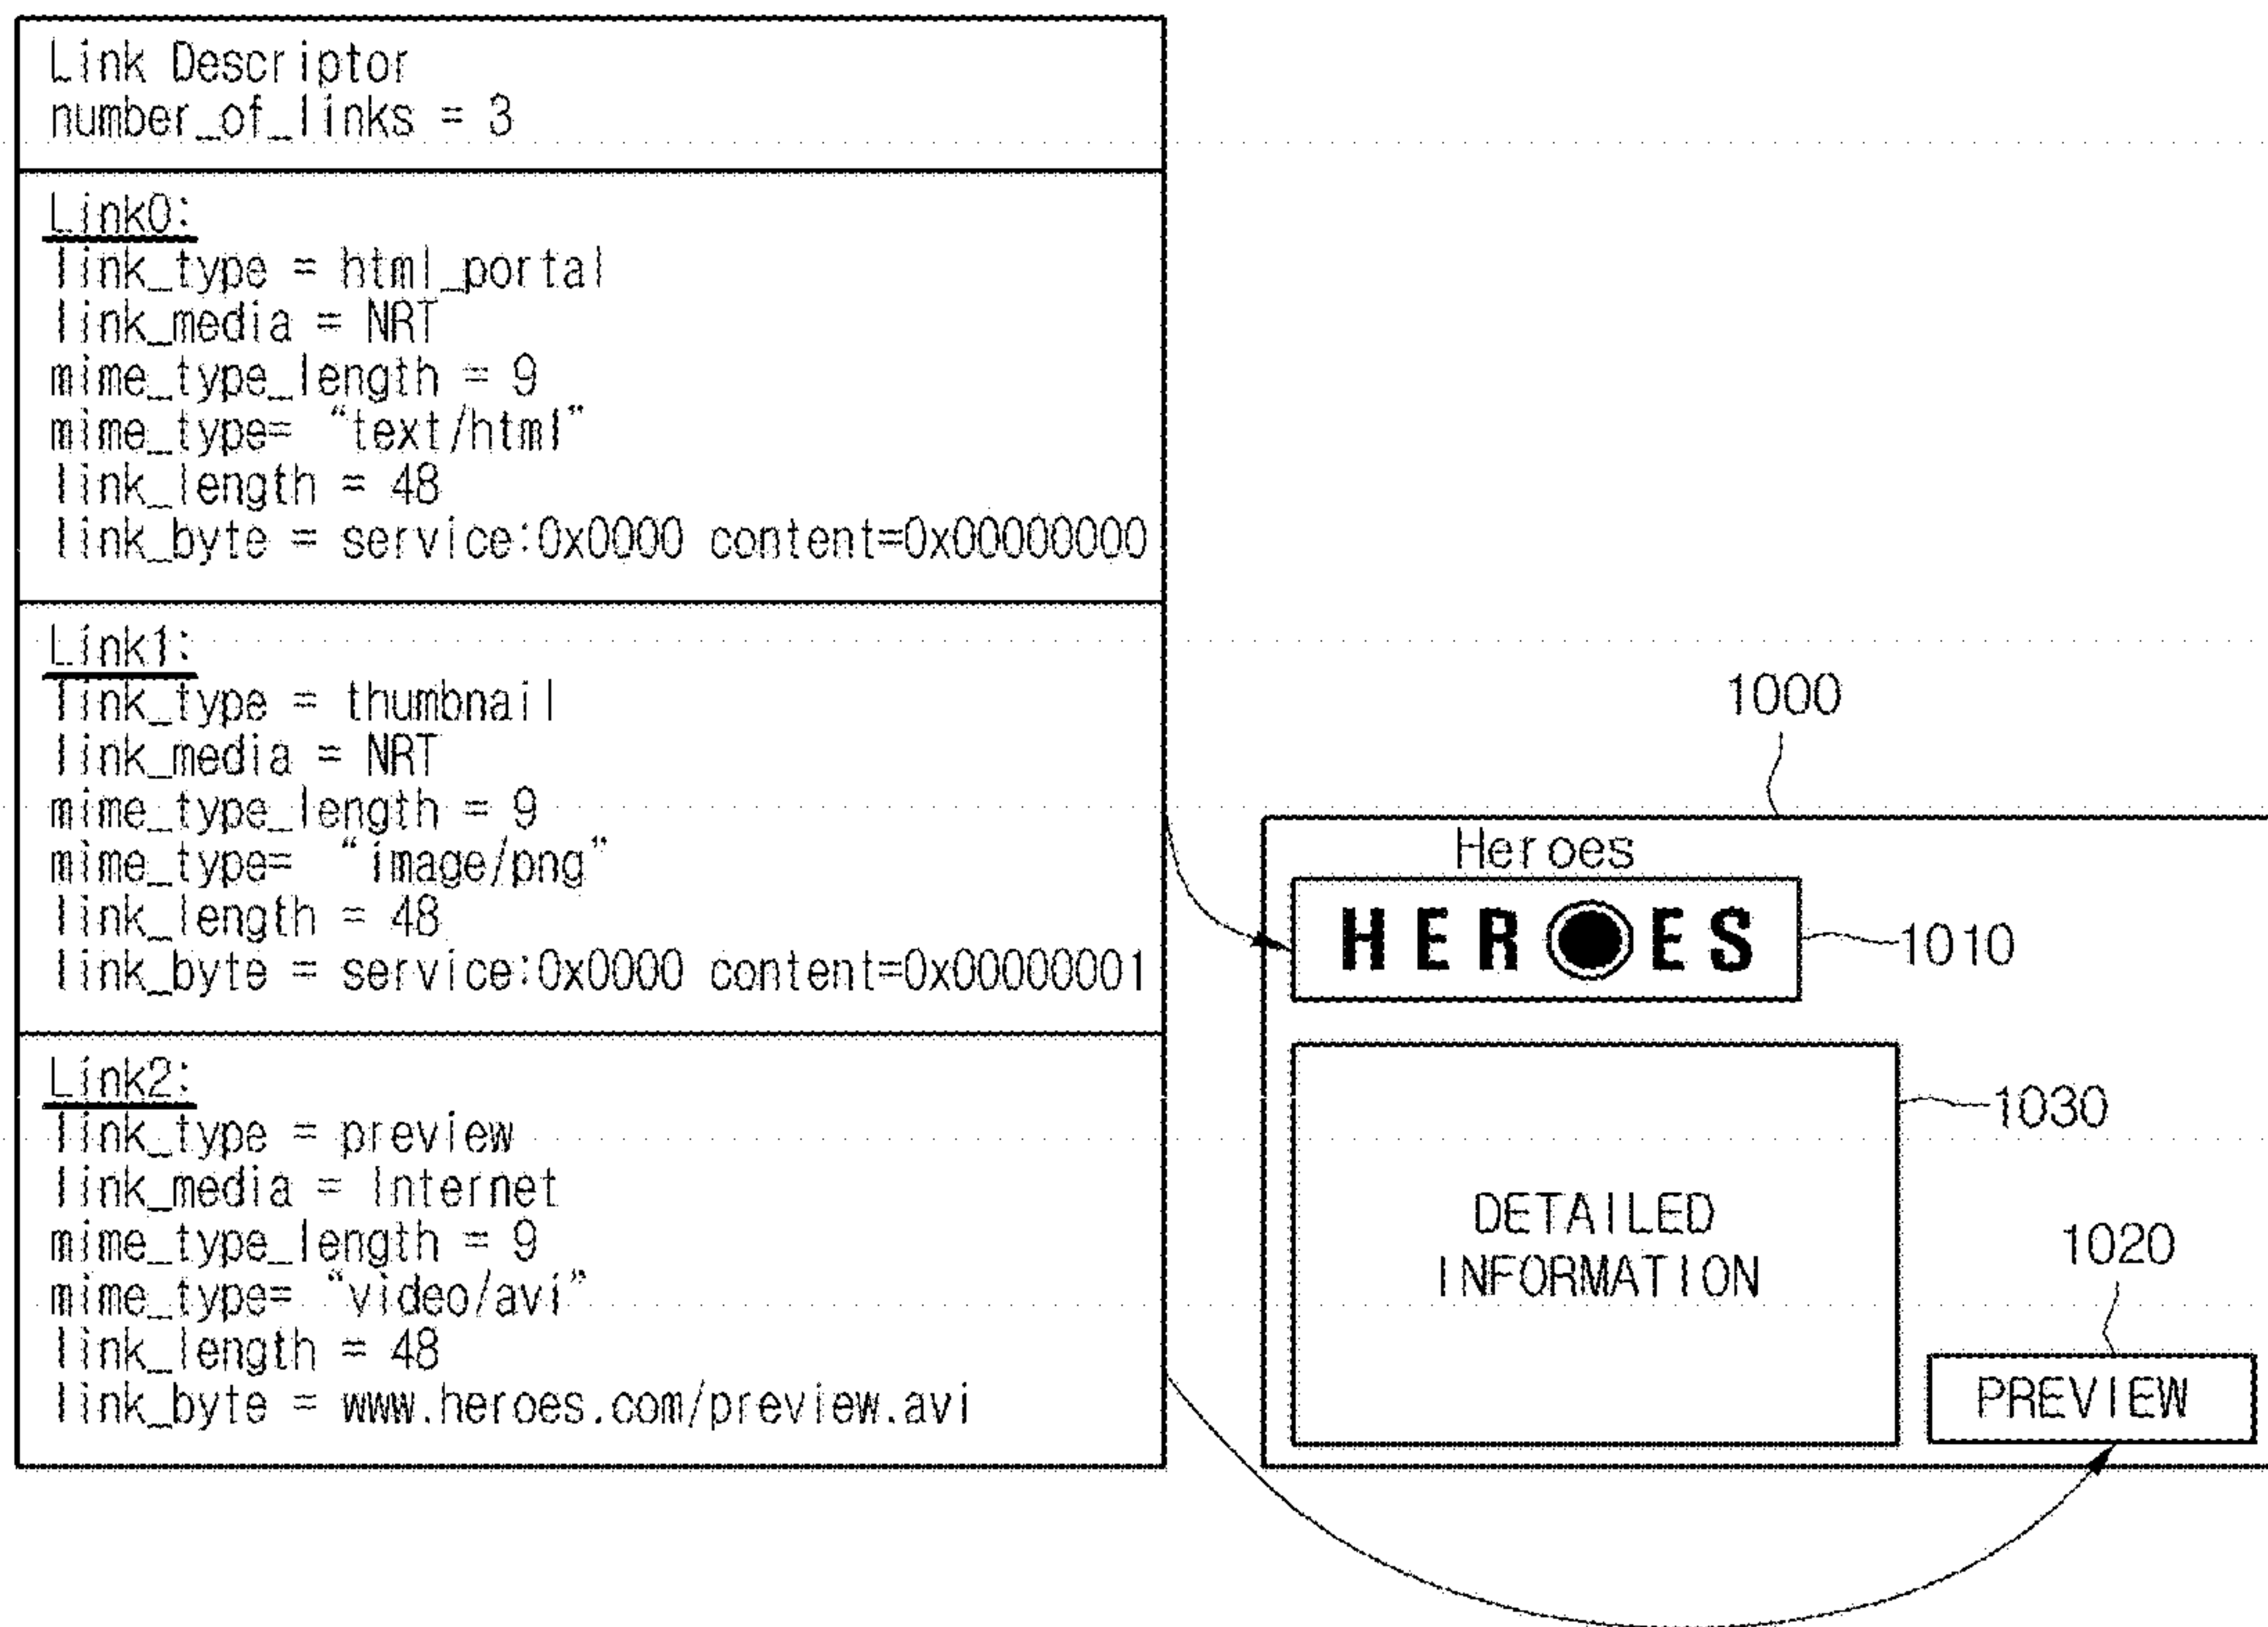 Link Descriptor
number_of_links = 3
Link0:
link_type = html_portal
link_media = NRT
mime_type_length = 9
mime_type= “text/html”
link_length = 48
link_byte = service:0x0000 content=0x00000000
Link1:
link_type = thumbnail
link_media = NRT
mime_type_length = 9
mime_type= “image/png”
link_length = 48
link_byte = service:0x0000 content=0x00000001
Link2:
link_type = preview
link_media = Internet
mime_type_length = 9
mime_type= “video/avi”
link_length = 48
link_byte = www.heroes.com/preview.avi
1000
Heroes
HEROES
1010
1030
DETAILED
INFORMATION
1020
PREVIEW